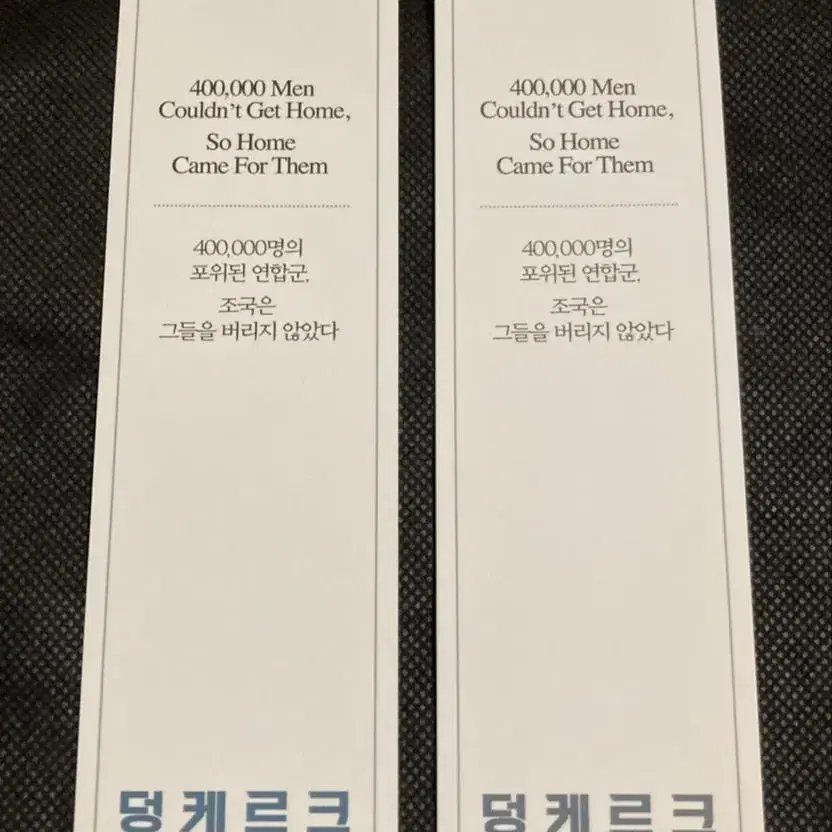 400,000 Men
Couldn't Get Home,
So Home
Came For Them
400,000명의
포위된 연합군,
조국은
그들을 버리지 않았다
덩케르크
400,000 Men
Couldn't Get Home,
So Home
Came For Them
400,000명의
포위된 연합군,
조국은
그들을 버리지 않았다
덩케르크